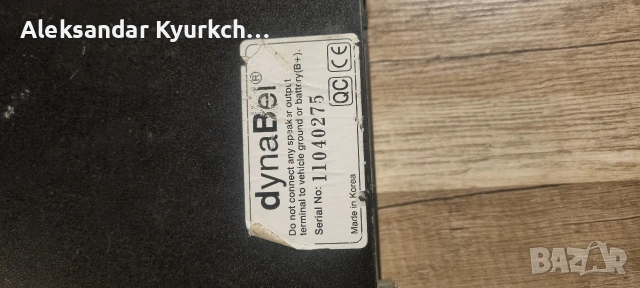 Aleksandar Kyurkch...
dynaBel®
Do not connect any speaker output
terminal to vehicle ground or battery(B+).
Serial No: 11040275
QC CE
Made in Korea
BAZAR
.bg